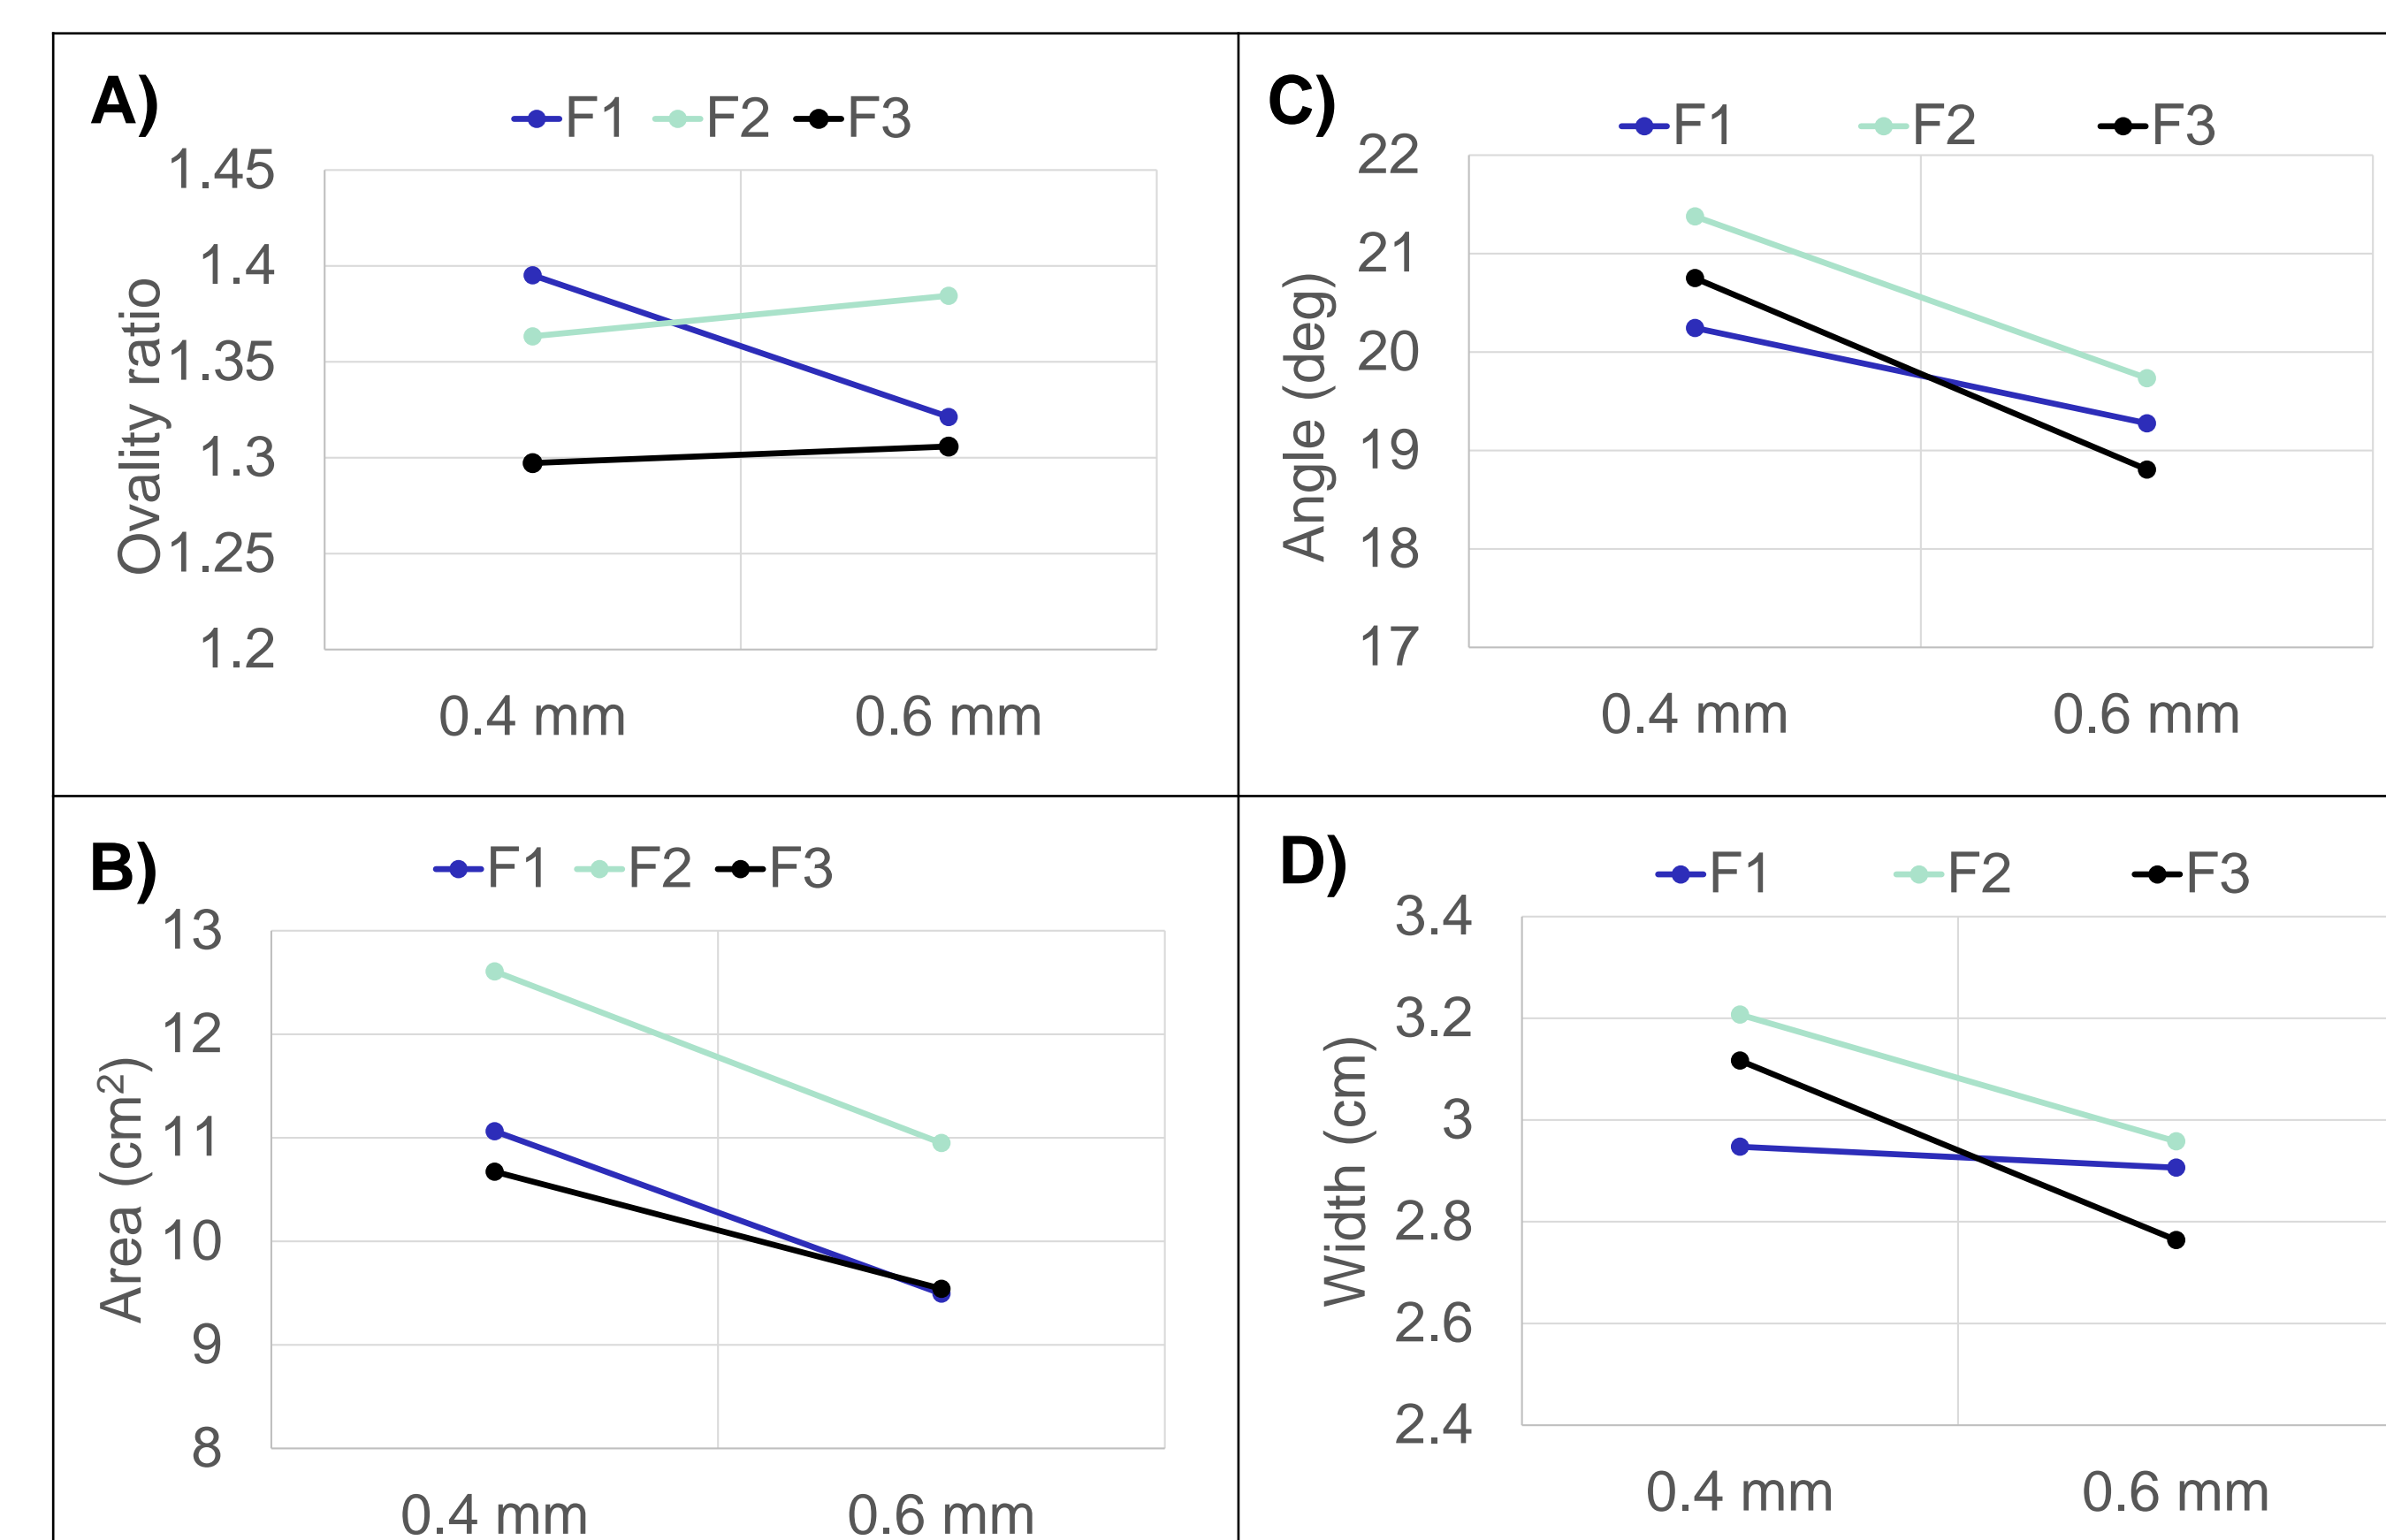 A)
F1 F2 F3
1.45
1.4
1.35
1.3
1.25
1.2
Ovality ratio
0.4 mm 0.6 mm
C)
F1 F2 F3
22
21
20
19
18
17
Angle (deg)
0.4 mm 0.6 mm
B)
F1 F2 F3
13
12
11
10
9
8
Area (cm²)
0.4 mm 0.6 mm
D)
F1 F2 F3
3.4
3.2
3
2.8
2.6
2.4
Width (cm)
0.4 mm 0.6 mm